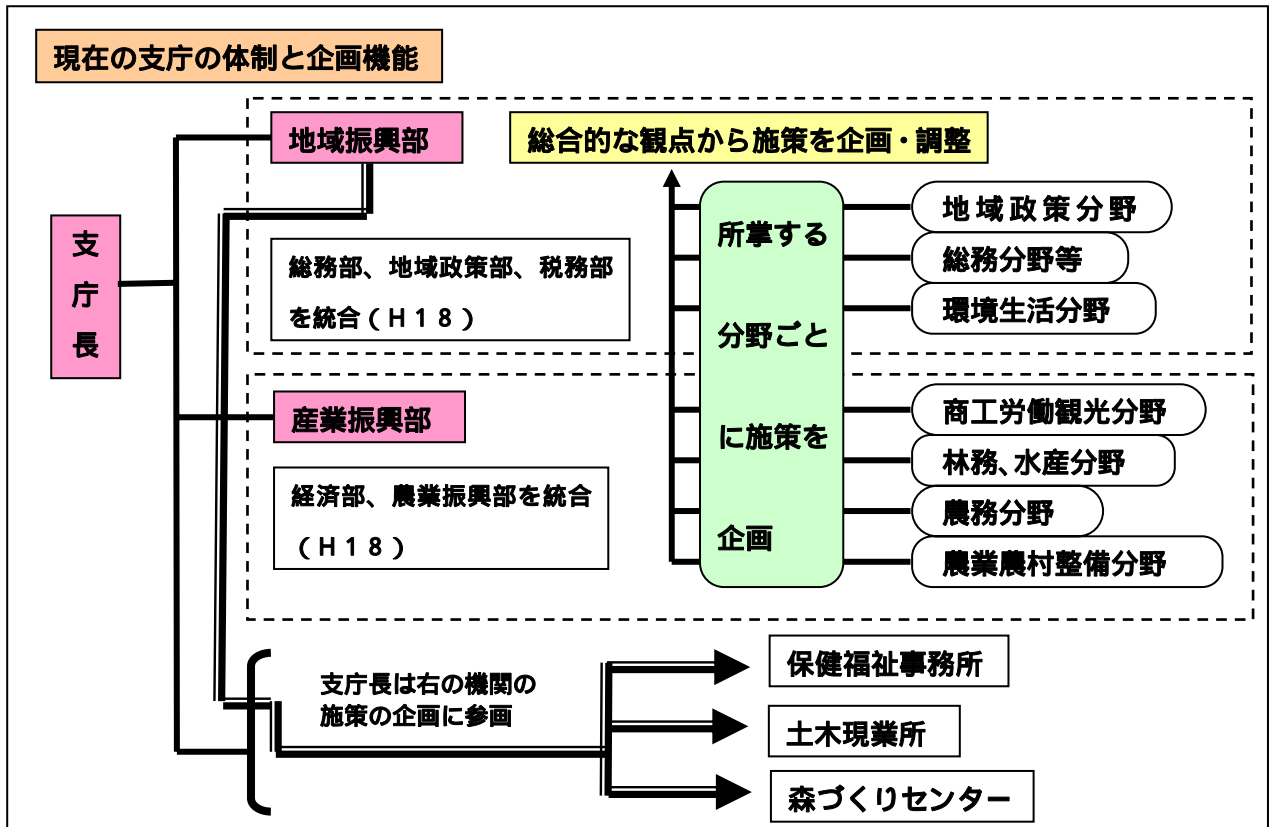 現在の支庁の体制と企画機能
地域振興部
総合的な観点から施策を企画・調整
支
庁
長
総務部、地域政策部、税務部
を統合（Ｈ１８）
所掌する
分野ごと
に施策を
企画
地域政策分野
総務分野等
環境生活分野
産業振興部
経済部、農業振興部を統合
（Ｈ１８）
商工労働観光分野
林務、水産分野
農務分野
農業農村整備分野
支庁長は右の機関の
施策の企画に参画
保健福祉事務所
土木現業所
森づくりセンター